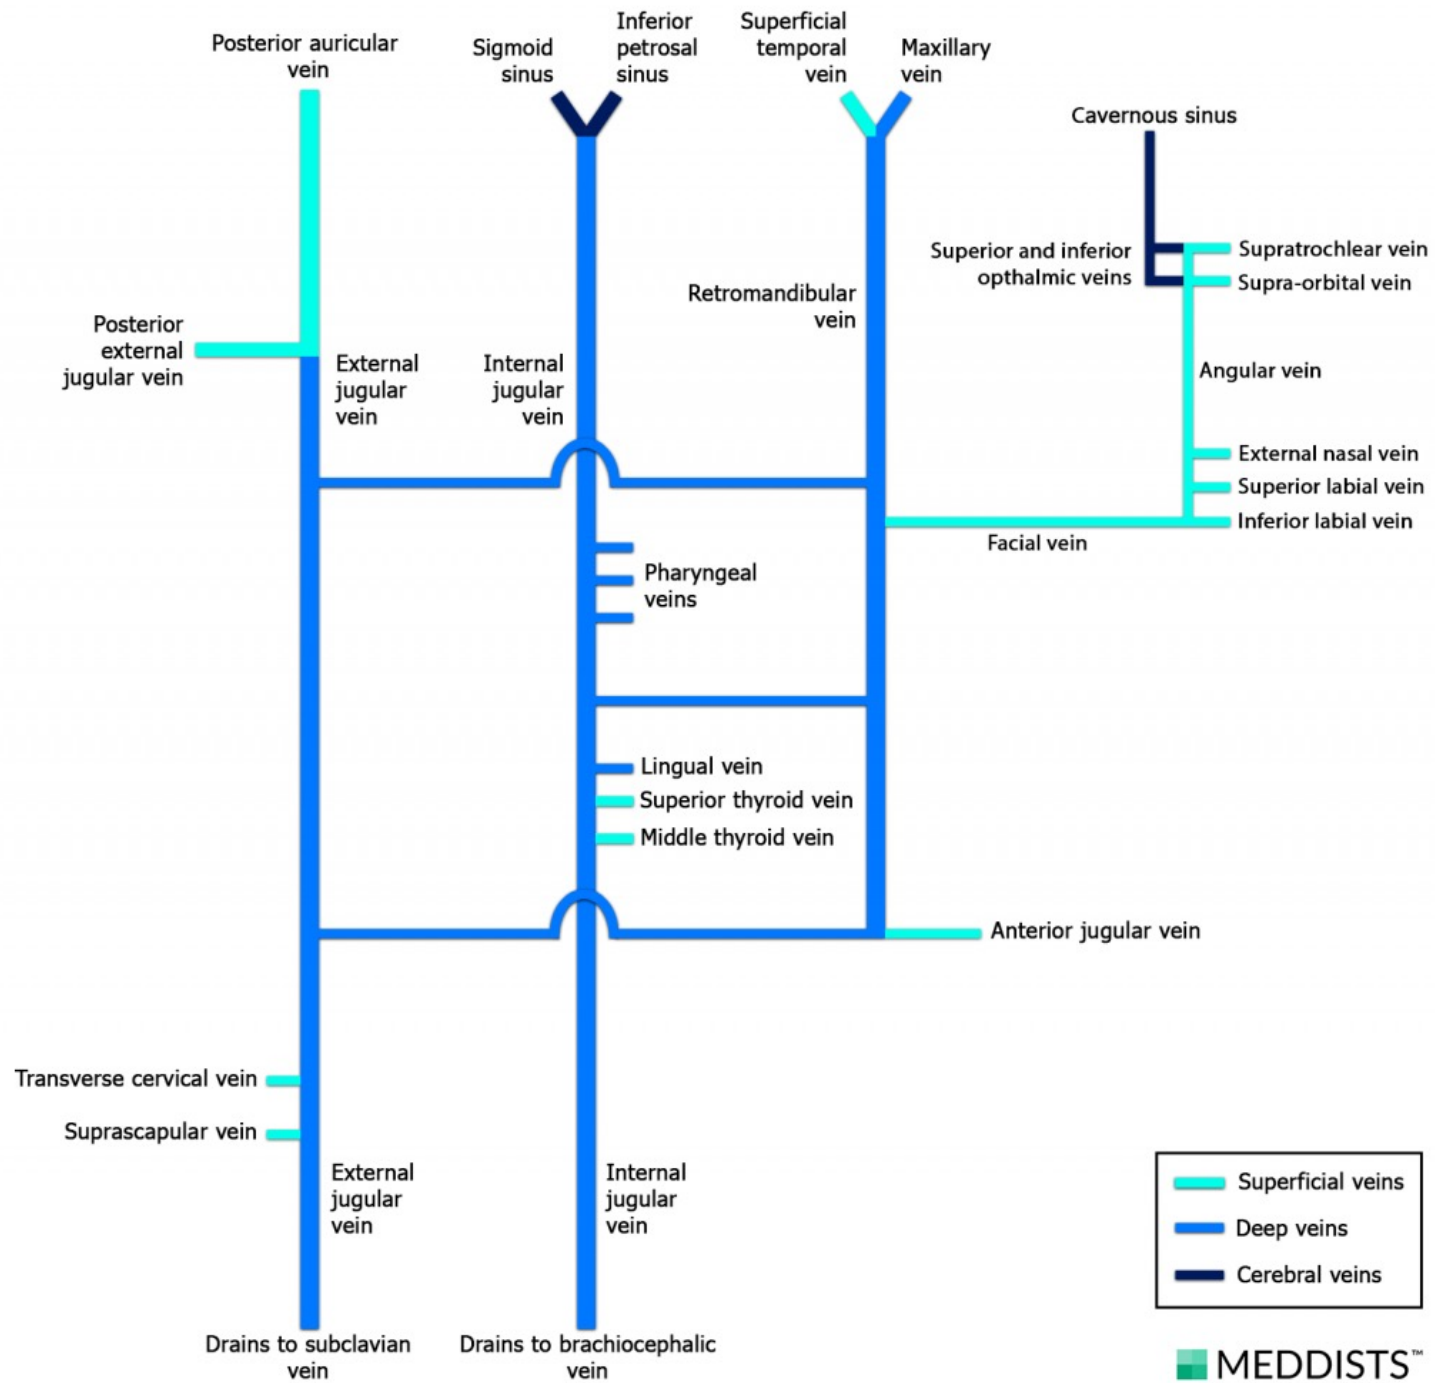 Posterior auricular
vein
Sigmoid
sinus
Inferior
petrosal
sinus
Superficial
temporal
vein
Maxillary
vein
Cavernous sinus
Superior and inferior
opthalmic veins
Supratrochlear vein
Supra-orbital vein
Retromandibular
vein
Posterior
external
jugular vein
External
jugular
vein
Internal
jugular
vein
Angular vein
External nasal vein
Superior labial vein
Inferior labial vein
Facial vein
Pharyngeal
veins
Lingual vein
Superior thyroid vein
Middle thyroid vein
Anterior jugular vein
Transverse cervical vein
Suprascapular vein
External
jugular
vein
Internal
jugular
vein
Superficial veins
Deep veins
Cerebral veins
Drains to subclavian
vein
Drains to brachiocephalic
vein
MEDDISTS™